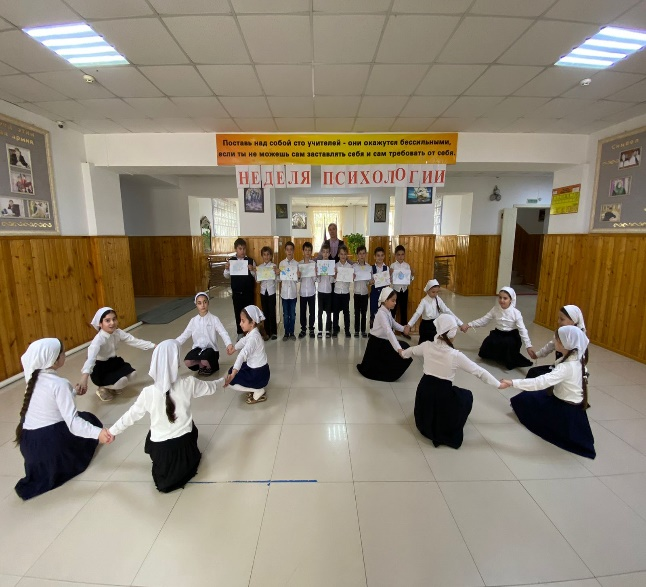 Поставь над собой сто учителей - они окажутся бессильными,
если ты не можешь сам заставлять себя и сам требовать от себя.
НЕДЕЛЯ ПСИХОЛОГИИ